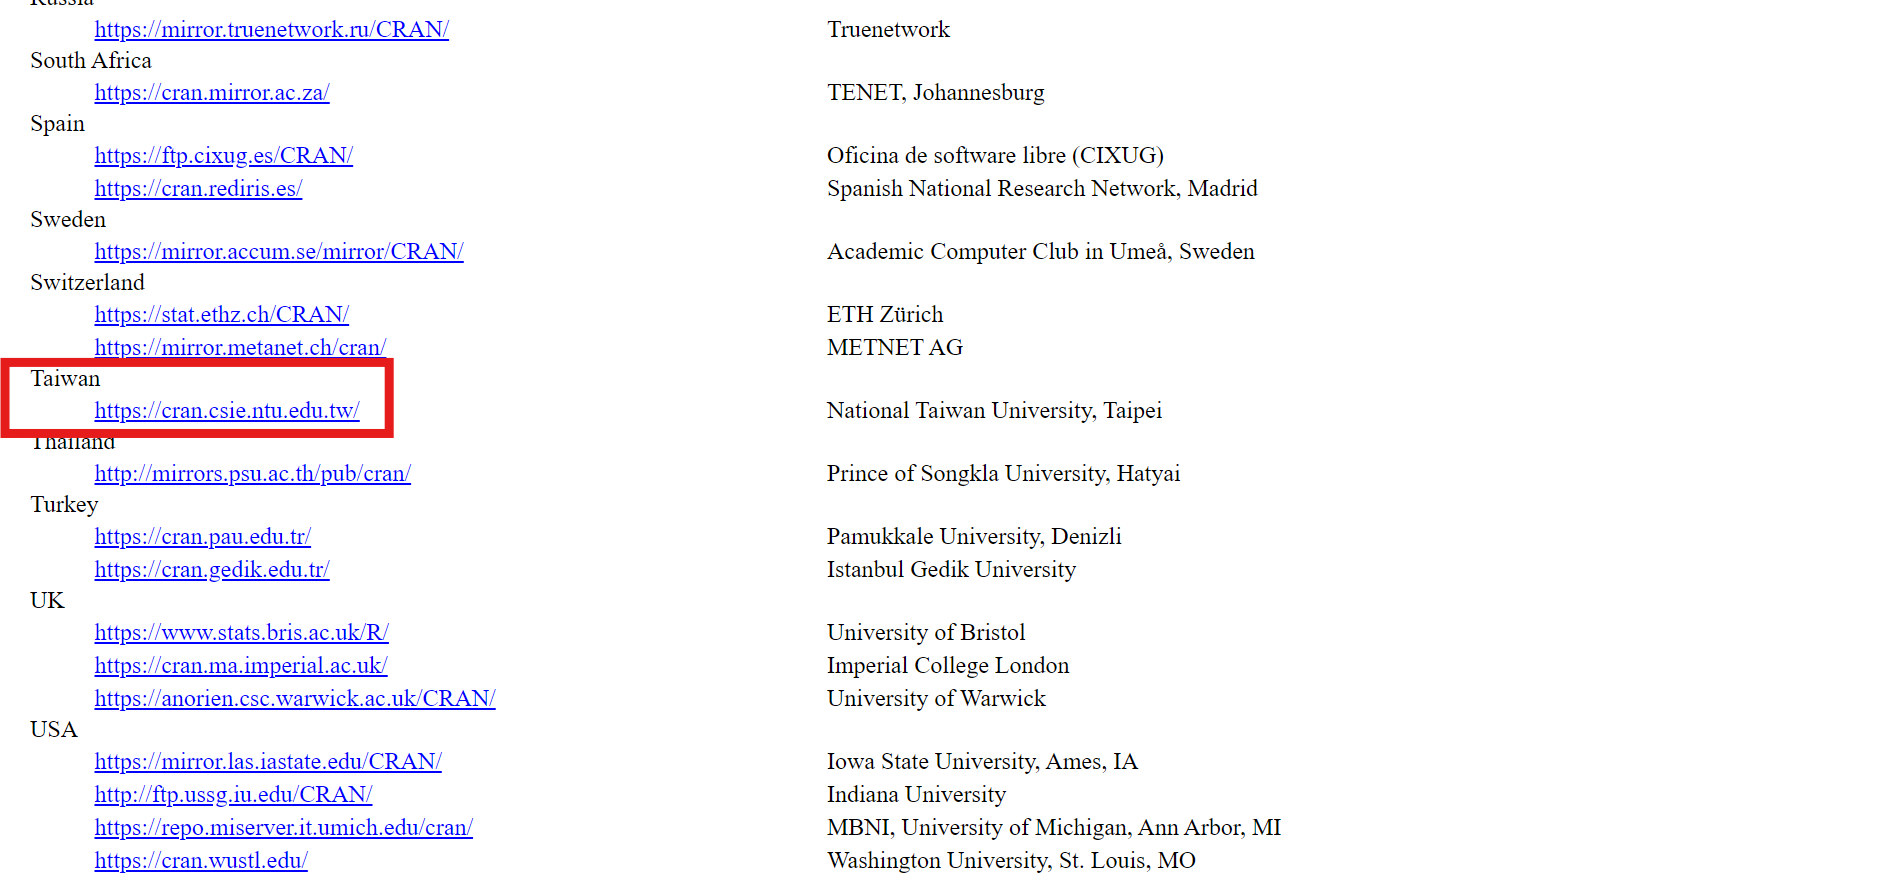 Russia
https://mirror.truenetwork.ru/CRAN/ Truenetwork
South Africa
https://cran.mirror.ac.za/ TENET, Johannesburg
Spain
https://ftp.cixug.es/CRAN/ Oficina de software libre (CIXUG)
https://cran.rediris.es/ Spanish National Research Network, Madrid
Sweden
https://mirror.accum.se/mirror/CRAN/ Academic Computer Club in Umeå, Sweden
Switzerland
https://stat.ethz.ch/CRAN/ ETH Zürich
https://mirror.metanet.ch/cran/ METNET AG
Taiwan
https://cran.csie.ntu.edu.tw/ National Taiwan University, Taipei
Thailand
http://mirrors.psu.ac.th/pub/cran/ Prince of Songkla University, Hatyai
Turkey
https://cran.pau.edu.tr/ Pamukkale University, Denizli
https://cran.gedik.edu.tr/ Istanbul Gedik University
UK
https://www.stats.bris.ac.uk/R/ University of Bristol
https://cran.ma.imperial.ac.uk/ Imperial College London
https://anorien.csc.warwick.ac.uk/CRAN/ University of Warwick
USA
https://mirror.las.iastate.edu/CRAN/ Iowa State University, Ames, IA
http://ftp.ussg.iu.edu/CRAN/ Indiana University
https://repo.miserver.it.umich.edu/cran/ MBNI, University of Michigan, Ann Arbor, MI
https://cran.wustl.edu/ Washington University, St. Louis, MO